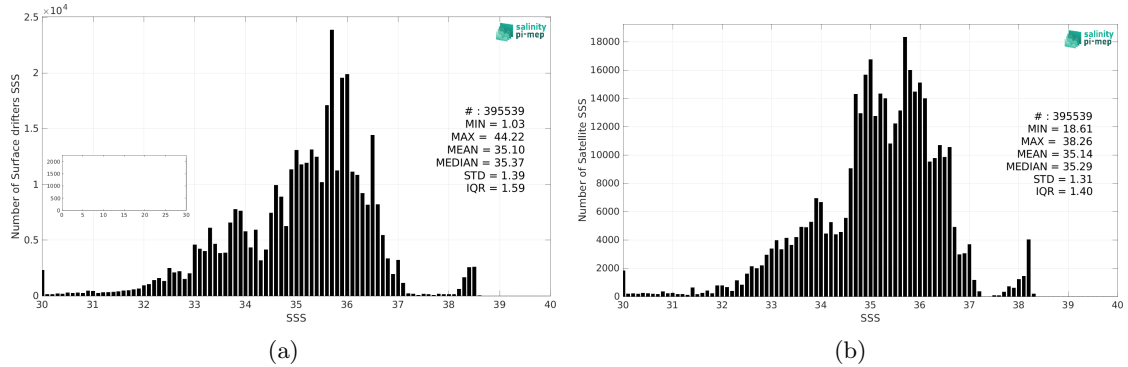 ×10⁴
2.5
2
1.5
1
0.5
0
Number of Surface drifters SSS
salinity
pi-mep
# : 395539
MIN = 1.03
MAX = 44.22
MEAN = 35.10
MEDIAN = 35.37
STD = 1.39
IQR = 1.59
2000
1500
1000
500
0
0 5 10 15 20 25 30
30 31 32 33 34 35 36 37 38 39 40
SSS
(a)
18000
16000
14000
12000
10000
8000
6000
4000
2000
0
Number of Satellite SSS
salinity
pi-mep
# : 395539
MIN = 18.61
MAX = 38.26
MEAN = 35.14
MEDIAN = 35.29
STD = 1.31
IQR = 1.40
30 31 32 33 34 35 36 37 38 39 40
SSS
(b)